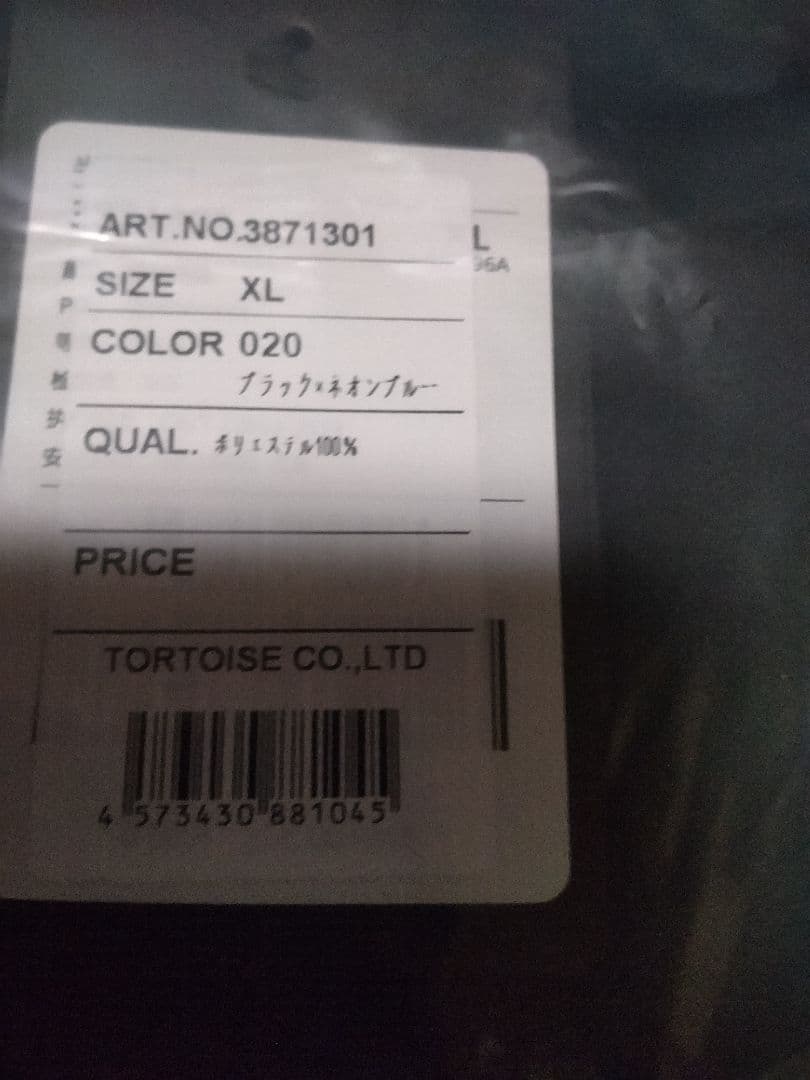 ART.NO.3871301
L
96A
SIZE XL
COLOR 020
ブラック×ネオンブルー
QUAL. ポリエステル100%
PRICE
TORTOISE CO.,LTD
4 573430 881045